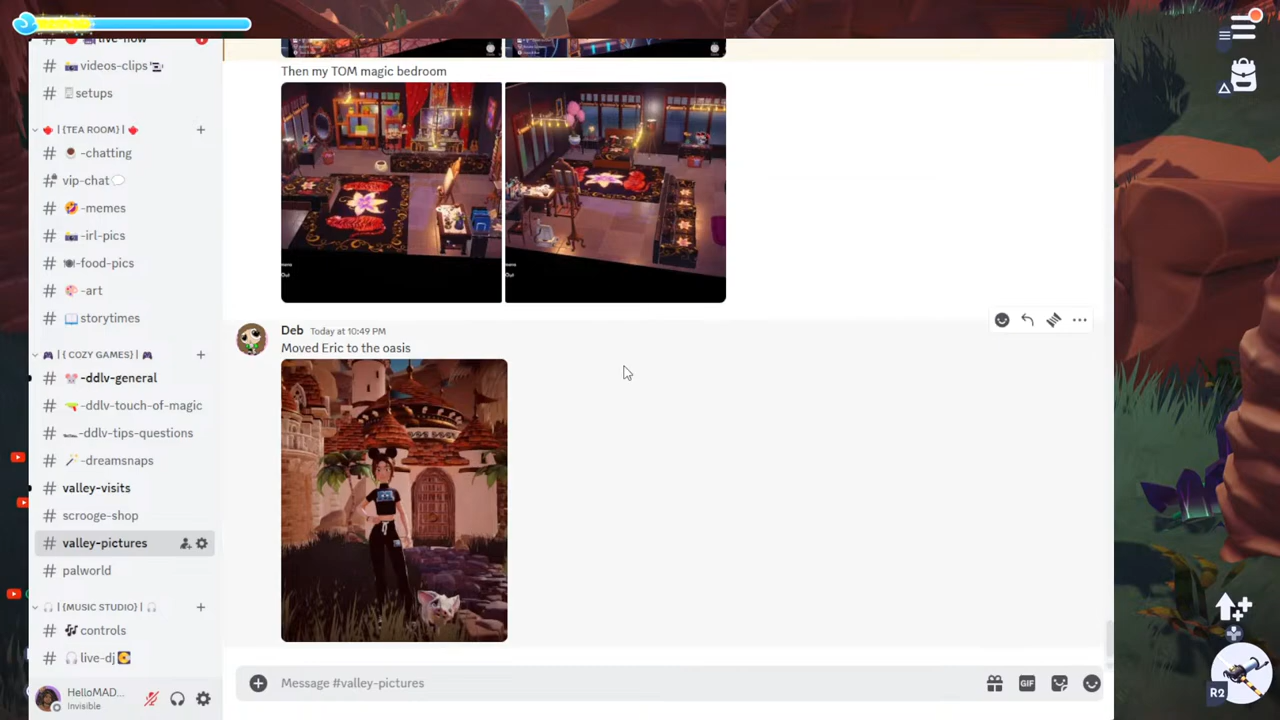 live-now
videos-clips
setups
| {TEA ROOM} |
-chatting
vip-chat
-memes
-irl-pics
-food-pics
-art
storytimes
| { COZY GAMES} |
-ddlv-general
-ddlv-touch-of-magic
-ddlv-tips-questions
-dreamsnaps
valley-visits
scrooge-shop
valley-pictures
palworld
| {MUSIC STUDIO} |
controls
live-dj
HelloMAD...
Invisible
Then my TOM magic bedroom
Deb Today at 10:49 PM
Moved Eric to the oasis
Message #valley-pictures
GIF
R2